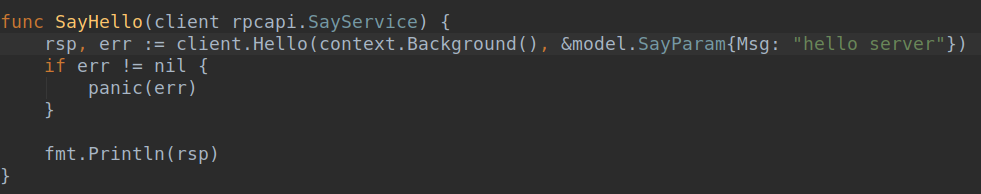 func SayHello(client rpcapi.SayService) {
    rsp, err := client.Hello(context.Background(), &model.SayParam{Msg: "hello server"})
    if err != nil {
        panic(err)
    }

    fmt.Println(rsp)
}